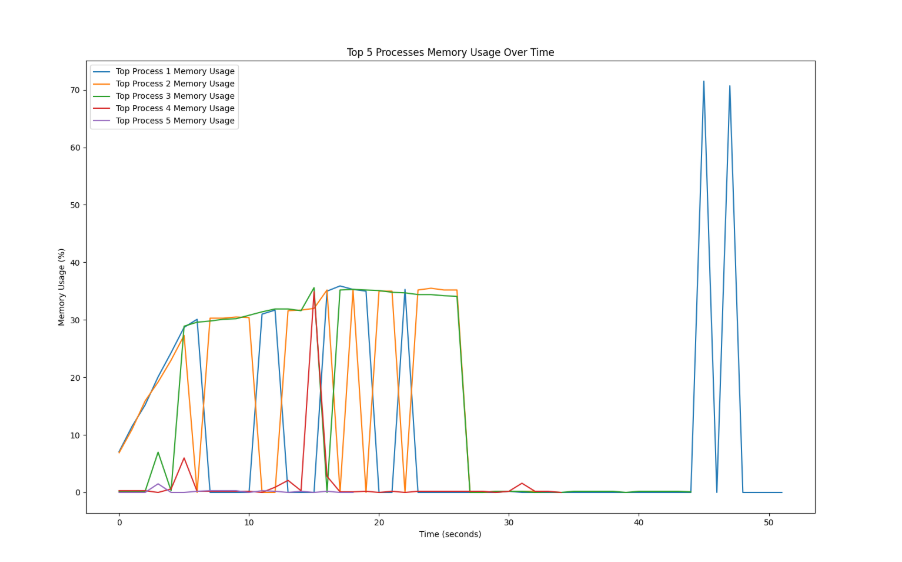 Top 5 Processes Memory Usage Over Time
Top Process 1 Memory Usage
Top Process 2 Memory Usage
Top Process 3 Memory Usage
Top Process 4 Memory Usage
Top Process 5 Memory Usage
Memory Usage (%)
70
60
50
40
30
20
10
0
0 10 20 30 40 50
Time (seconds)